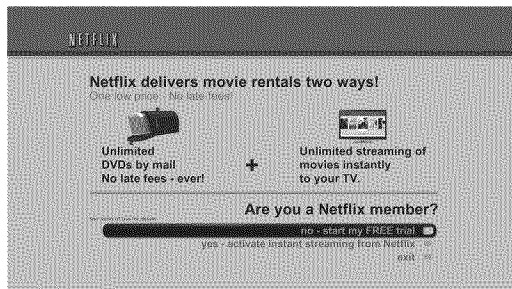 NETFLIX
Netflix delivers movie rentals two ways!
One low price - No late fees!
Unlimited
DVDs by mail
No late fees - ever!
+
Unlimited streaming of
movies instantly
to your TV.
Are you a Netflix member?
no - start my FREE trial
yes - activate instant streaming from Netflix
exit